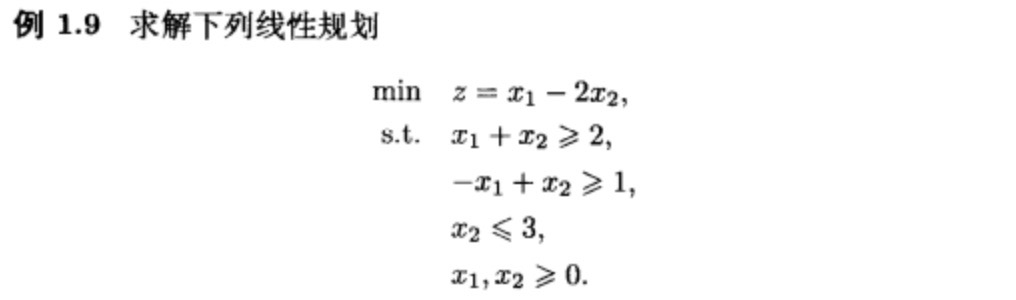 例 1.9 求解下列线性规划
min z = x₁ − 2x₂,
s.t. x₁ + x₂ ⩾ 2,
−x₁ + x₂ ⩾ 1,
x₂ ⩽ 3,
x₁, x₂ ⩾ 0.